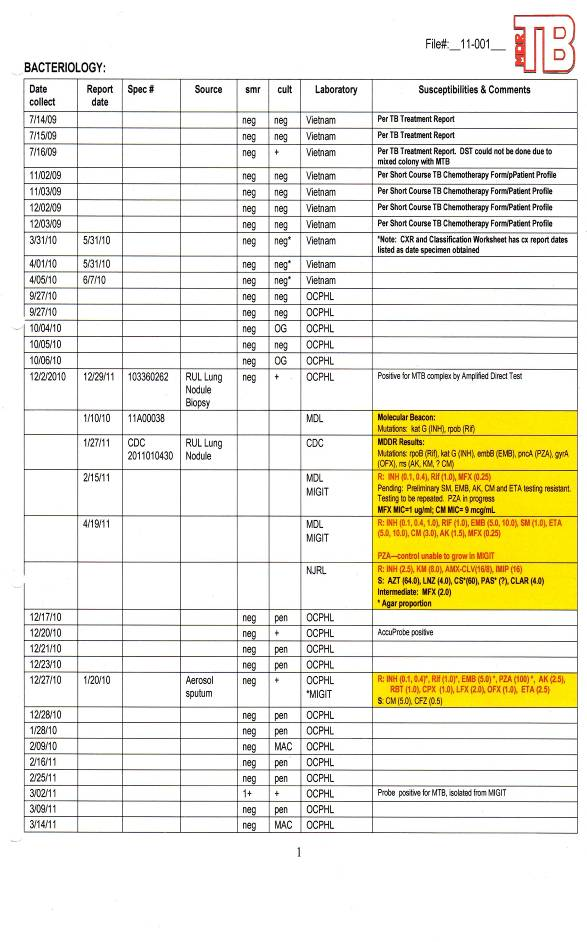 File#:__11-001___
MDR TB
BACTERIOLOGY:
Date collect Report date Spec # Source smr cult Laboratory Susceptibilities & Comments
7/14/09 neg neg Vietnam Per TB Treatment Report
7/15/09 neg neg Vietnam Per TB Treatment Report
7/16/09 neg + Vietnam Per TB Treatment Report. DST could not be done due to
mixed colony with MTB
11/02/09 neg neg Vietnam Per Short Course TB Chemotherapy Form/pPatient Profile
11/03/09 neg neg Vietnam Per Short Course TB Chemotherapy Form/Patient Profile
12/02/09 neg neg Vietnam Per Short Course TB Chemotherapy Form/Patient Profile
12/03/09 neg neg Vietnam Per Short Course TB Chemotherapy Form/Patient Profile
3/31/10 5/31/10 neg neg* Vietnam *Note: CXR and Classification Worksheet has cx report dates
listed as date specimen obtained
4/01/10 5/31/10 neg neg* Vietnam
4/05/10 6/7/10 neg neg* Vietnam
9/27/10 neg neg OCPHL
9/27/10 neg neg OCPHL
10/04/10 neg OG OCPHL
10/05/10 neg neg OCPHL
10/06/10 neg OG OCPHL
12/2/2010 12/29/11 103360262 RUL Lung neg + OCPHL Positive for MTB complex by Amplified Direct Test
Nodule
Biopsy
1/10/10 11A00038 MDL Molecular Beacon:
Mutations: kat G (INH), rpob (Rif)
1/27/11 CDC RUL Lung CDC MDDR Results:
2011010430 Nodule Mutations: rpoB (Rif), kat G (INH), embB (EMB), pncA (PZA), gyrA
(OFX), rrs (AK, KM, ? CM)
2/15/11 MDL R: INH (0.1, 0.4), Rif (1.0), MFX (0.25)
MIGIT Pending: Preliminary SM, EMB, AK, CM and ETA testing resistant.
Testing to be repeated. PZA in progress
MFX MIC=1 ug/ml; CM MIC= 9 mcg/mL
4/19/11 MDL R: INH (0.1, 0.4, 1.0), RIF (1.0), EMB (5.0, 10.0), SM (1.0), ETA
MIGIT (5.0, 10.0), CM (3.0), AK (1.5), MFX (0.25)
PZA—control unable to grow in MIGIT
NJRL R: INH (2.5), KM (8.0), AMX-CLV(16/8), IMIP (16)
S: AZT (64.0), LNZ (4.0), CS*(60), PAS* (?), CLAR (4.0)
Intermediate: MFX (2.0)
* Agar proportion
12/17/10 neg pen OCPHL
12/20/10 neg + OCPHL AccuProbe positive
12/21/10 neg pen OCPHL
12/23/10 neg pen OCPHL
12/27/10 1/20/10 Aerosol neg + OCPHL R: INH (0.1, 0.4)*, Rif (1.0)*, EMB (5.0) *, PZA (100) *, AK (2.5),
sputum *MIGIT RBT (1.0), CPX (1.0), LFX (2.0), OFX (1.0), ETA (2.5)
S: CM (5.0), CFZ (0.5)
12/28/10 neg pen OCPHL
1/28/10 neg pen OCPHL
2/09/10 neg MAC OCPHL
2/16/11 neg pen OCPHL
2/25/11 neg pen OCPHL
3/02/11 1+ + OCPHL Probe positive for MTB, isolated from MIGIT
3/09/11 neg pen OCPHL
3/14/11 neg MAC OCPHL
1